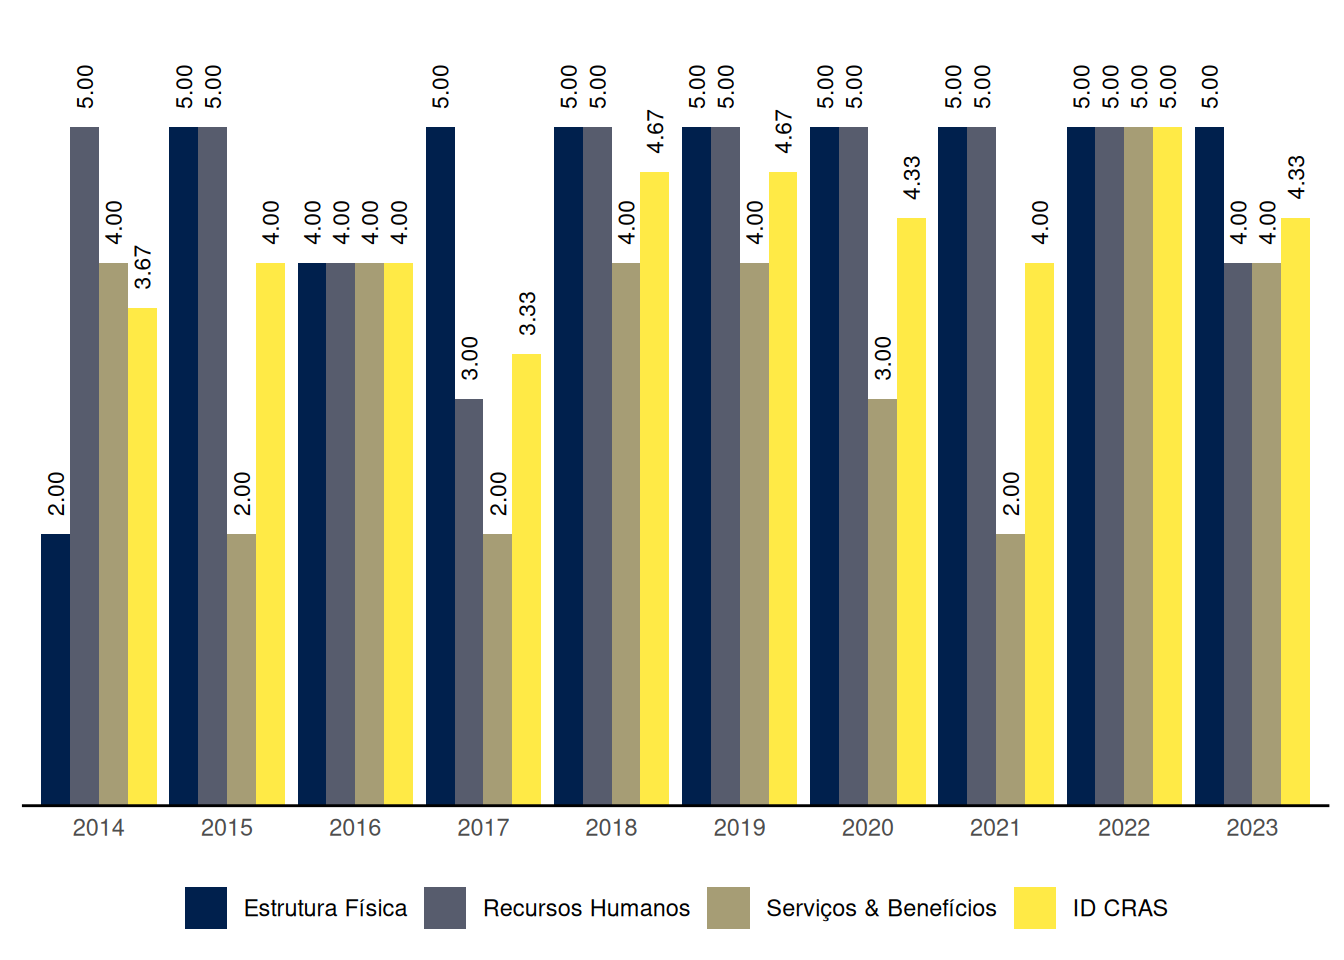 2.00 5.00 4.00 3.67 5.00 5.00 2.00 4.00 4.00 4.00 4.00 4.00 5.00 3.00 2.00 3.33 5.00 5.00 4.00 4.67 5.00 5.00 4.00 4.67 5.00 5.00 3.00 4.33 5.00 5.00 2.00 4.00 5.00 5.00 5.00 5.00 5.00 4.00 4.00 4.33
2014 2015 2016 2017 2018 2019 2020 2021 2022 2023
Estrutura Física Recursos Humanos Serviços & Benefícios ID CRAS